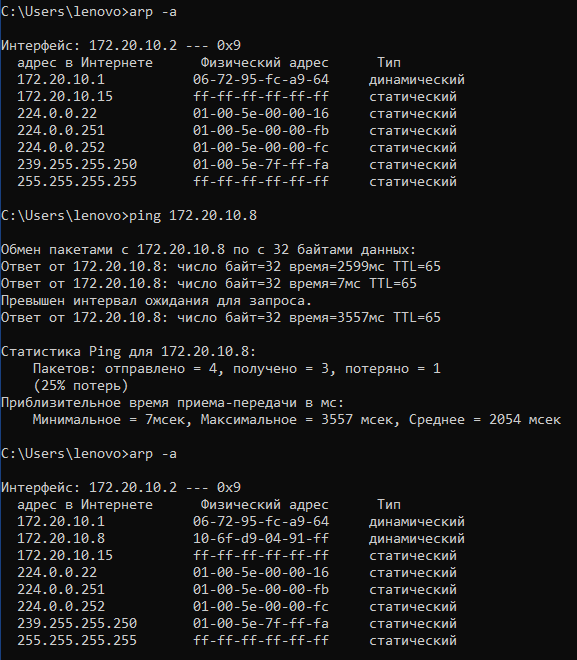 C:\Users\lenovo>arp -a
Интерфейс: 172.20.10.2 --- 0x9
адрес в Интернете Физический адрес Тип
172.20.10.1 06-72-95-fc-a9-64 динамический
172.20.10.15 ff-ff-ff-ff-ff-ff статический
224.0.0.22 01-00-5e-00-00-16 статический
224.0.0.251 01-00-5e-00-00-fb статический
224.0.0.252 01-00-5e-00-00-fc статический
239.255.255.250 01-00-5e-7f-ff-fa статический
255.255.255.255 ff-ff-ff-ff-ff-ff статический
C:\Users\lenovo>ping 172.20.10.8
Обмен пакетами с 172.20.10.8 по с 32 байтами данных:
Ответ от 172.20.10.8: число байт=32 время=2599мс TTL=65
Ответ от 172.20.10.8: число байт=32 время=7мс TTL=65
Превышен интервал ожидания для запроса.
Ответ от 172.20.10.8: число байт=32 время=3557мс TTL=65
Статистика Ping для 172.20.10.8:
Пакетов: отправлено = 4, получено = 3, потеряно = 1
(25% потерь)
Приблизительное время приема-передачи в мс:
Минимальное = 7мсек, Максимальное = 3557 мсек, Среднее = 2054 мсек
C:\Users\lenovo>arp -a
Интерфейс: 172.20.10.2 --- 0x9
адрес в Интернете Физический адрес Тип
172.20.10.1 06-72-95-fc-a9-64 динамический
172.20.10.8 10-6f-d9-04-91-ff динамический
172.20.10.15 ff-ff-ff-ff-ff-ff статический
224.0.0.22 01-00-5e-00-00-16 статический
224.0.0.251 01-00-5e-00-00-fb статический
224.0.0.252 01-00-5e-00-00-fc статический
239.255.255.250 01-00-5e-7f-ff-fa статический
255.255.255.255 ff-ff-ff-ff-ff-ff статический